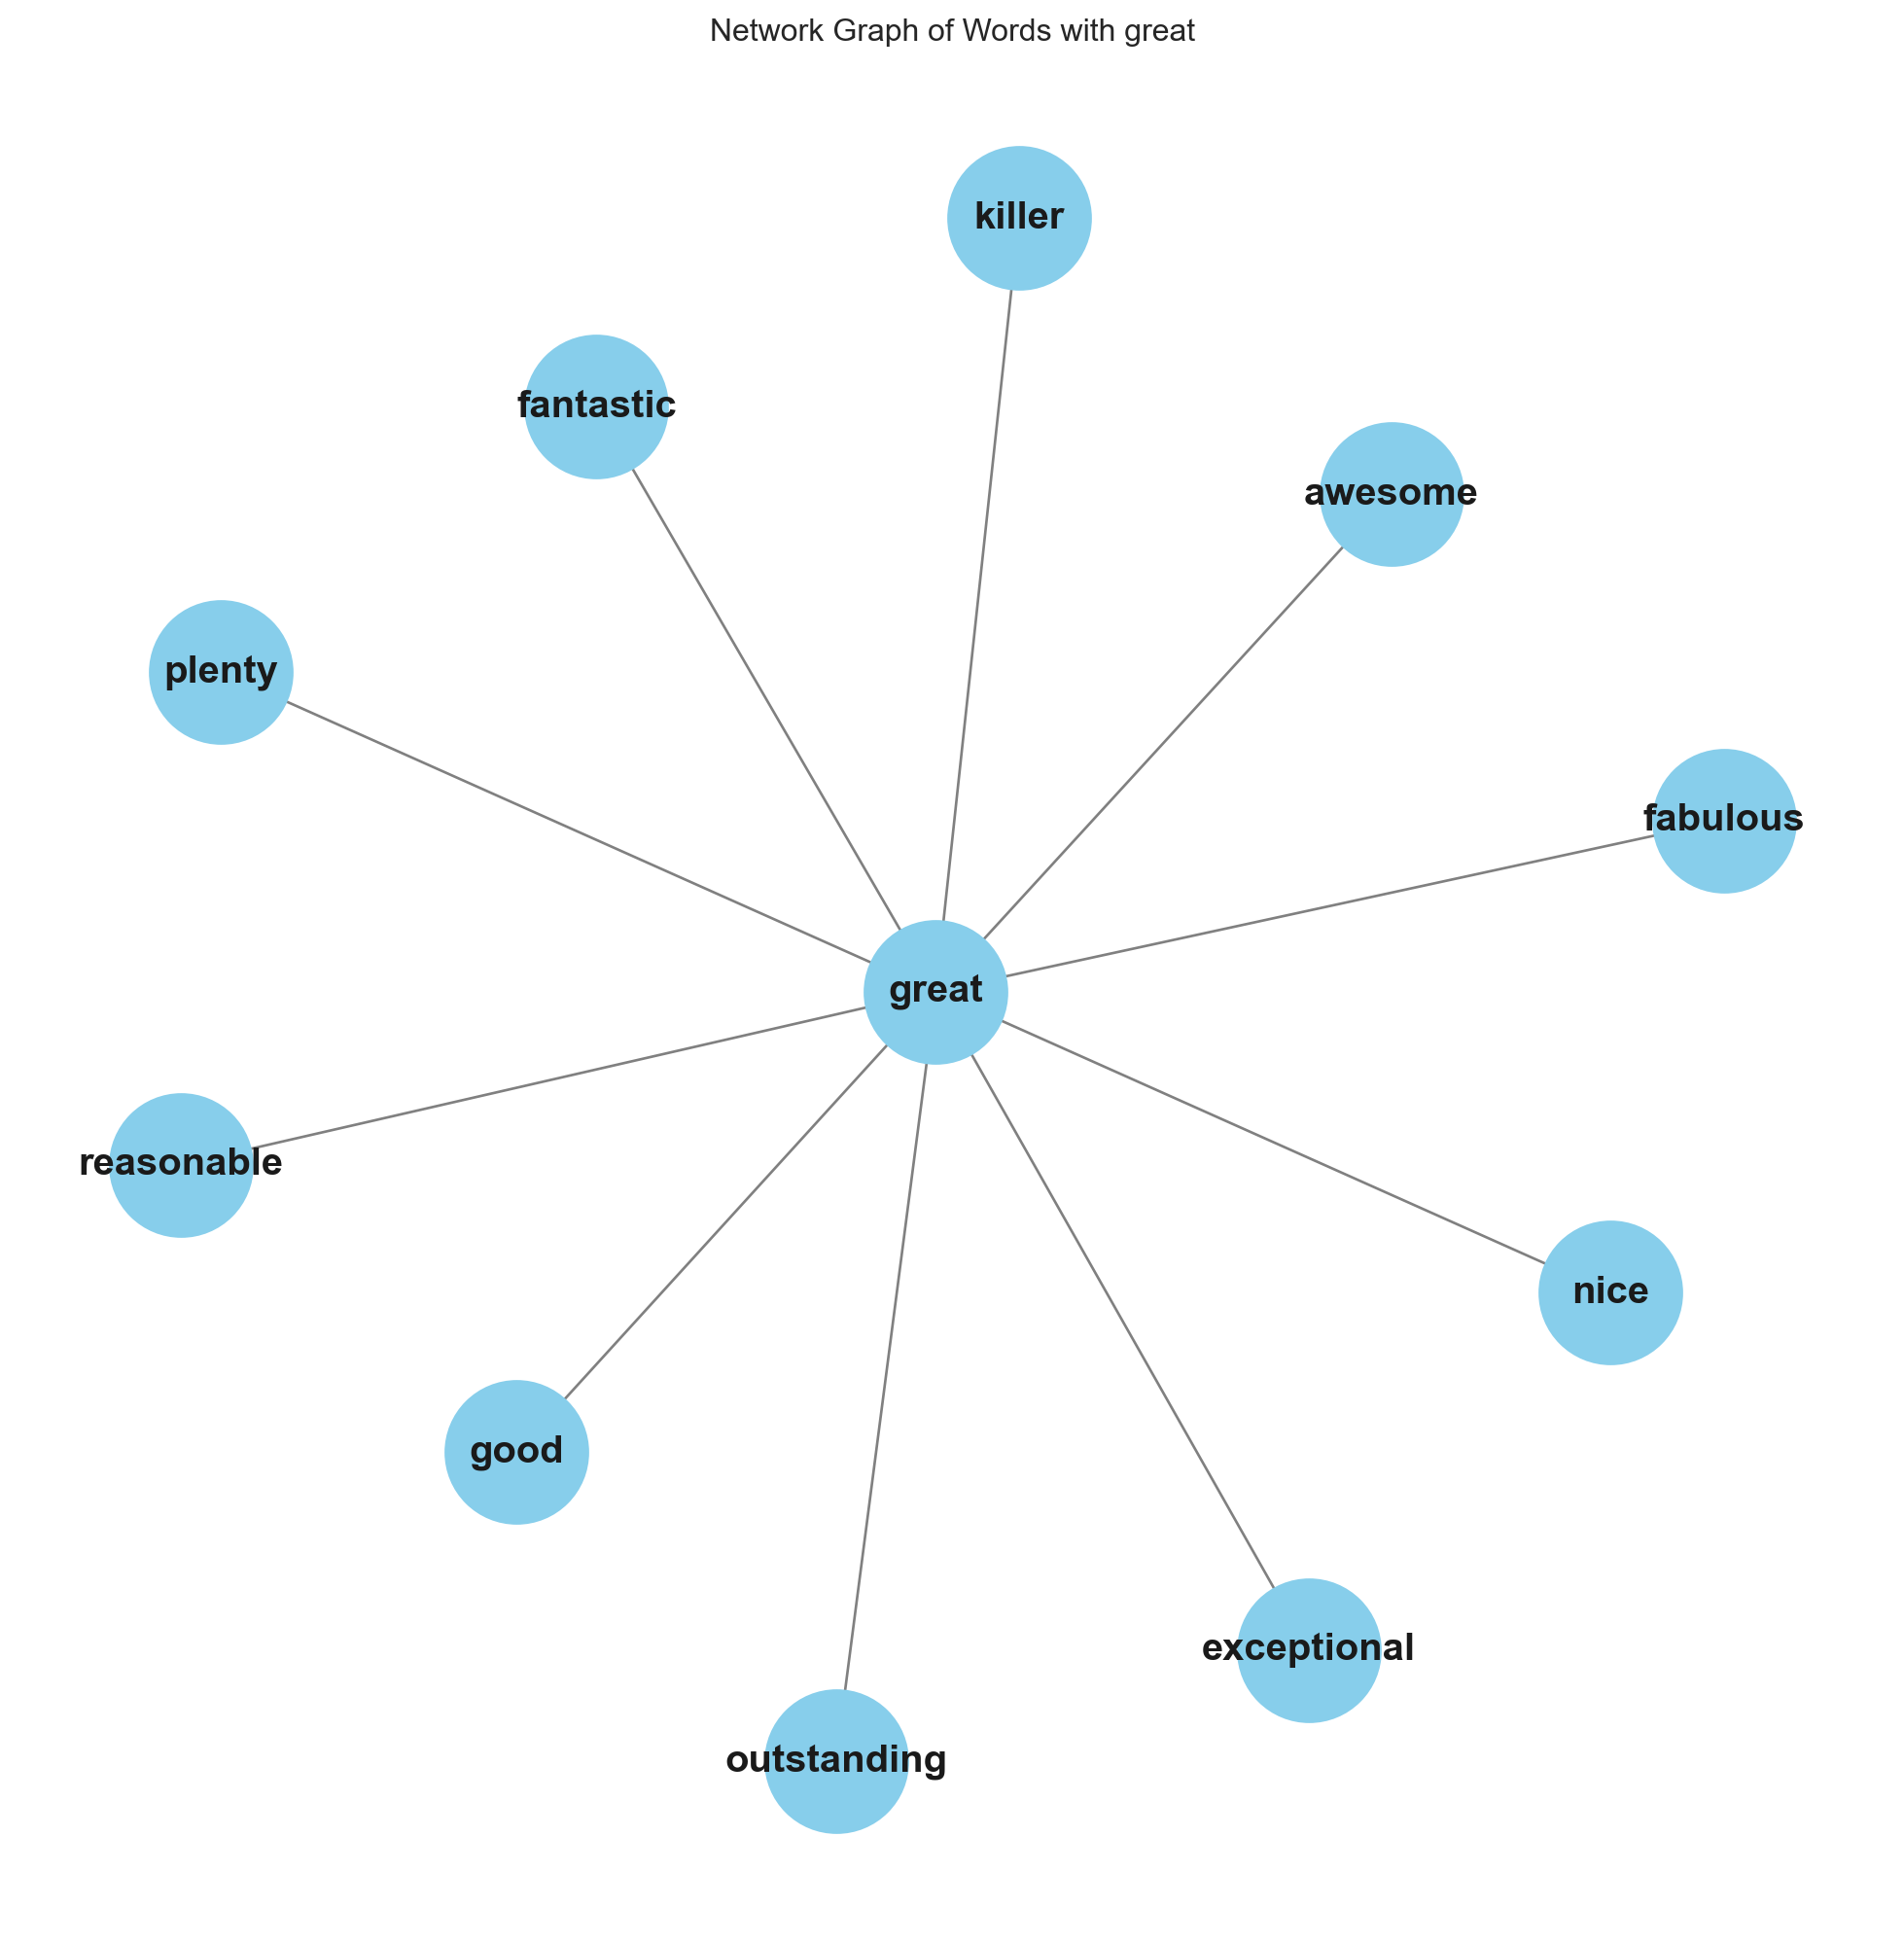 Network Graph of Words with great
killer
fantastic
awesome
plenty
fabulous
great
reasonable
nice
good
exceptional
outstanding